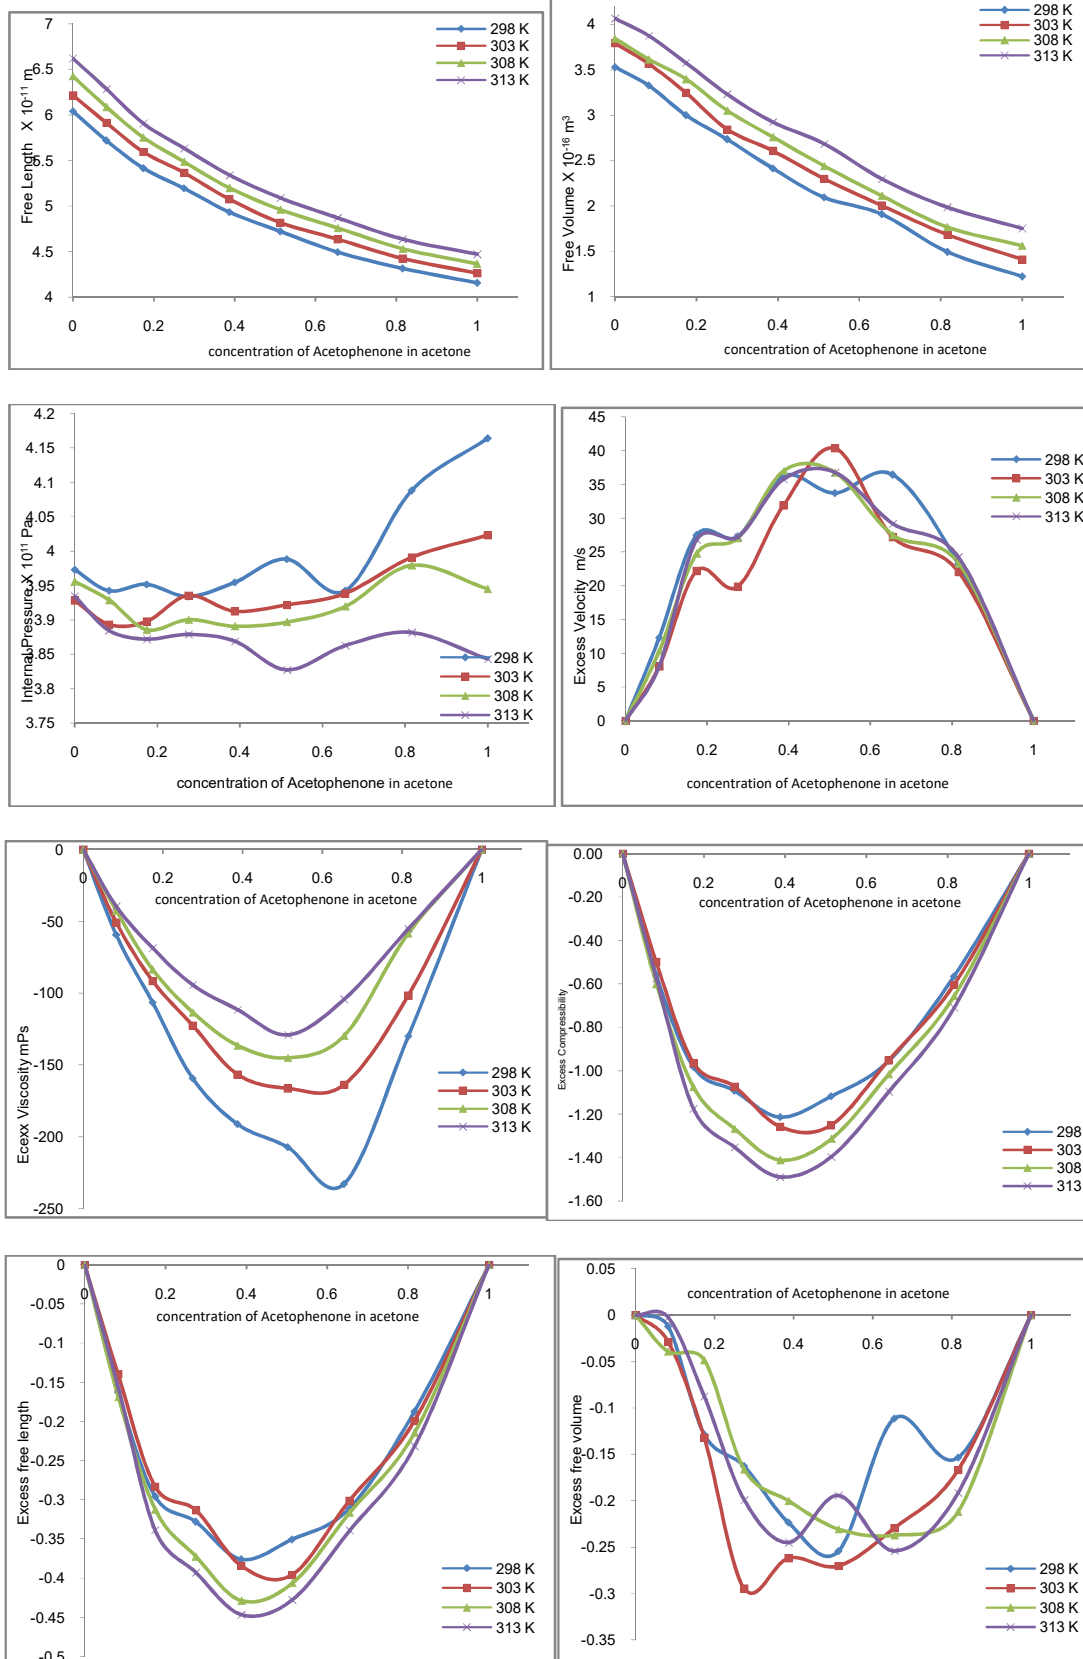 7
6.5
6
5.5
5
4.5
4
Free Length X 10-11 m
0 0.2 0.4 0.6 0.8 1
concentration of Acetophenone in acetone
298 K
303 K
308 K
313 K
4
3.5
3
2.5
2
1.5
1
Free Volume X 10-16 m3
0 0.2 0.4 0.6 0.8 1
concentration of Acetophenone in acetone
298 K
303 K
308 K
313 K
4.2
4.15
4.1
4.05
4
3.95
3.9
3.85
3.8
3.75
Internal Pressure X 1011 Pa
0 0.2 0.4 0.6 0.8 1
concentration of Acetophenone in acetone
298 K
303 K
308 K
313 K
45
40
35
30
25
20
15
10
5
0
Excess Velocity m/s
0 0.2 0.4 0.6 0.8 1
concentration of Acetophenone in acetone
298 K
303 K
308 K
313 K
0
-50
-100
-150
-200
-250
Ecexx Viscosity mPs
0 0.2 0.4 0.6 0.8 1
concentration of Acetophenone in acetone
298 K
303 K
308 K
313 K
0.00
-0.20
-0.40
-0.60
-0.80
-1.00
-1.20
-1.40
-1.60
Excess Compressibility
0 0.2 0.4 0.6 0.8 1
concentration of Acetophenone in acetone
298
303
308
313
0
-0.05
-0.1
-0.15
-0.2
-0.25
-0.3
-0.35
-0.4
-0.45
-0.5
Excess free length
0 0.2 0.4 0.6 0.8 1
concentration of Acetophenone in acetone
298 K
303 K
308 K
313 K
0.05
0
-0.05
-0.1
-0.15
-0.2
-0.25
-0.3
-0.35
Excess free volume
concentration of Acetophenone in acetone
0 0.2 0.4 0.6 0.8 1
298 K
303 K
308 K
313 K